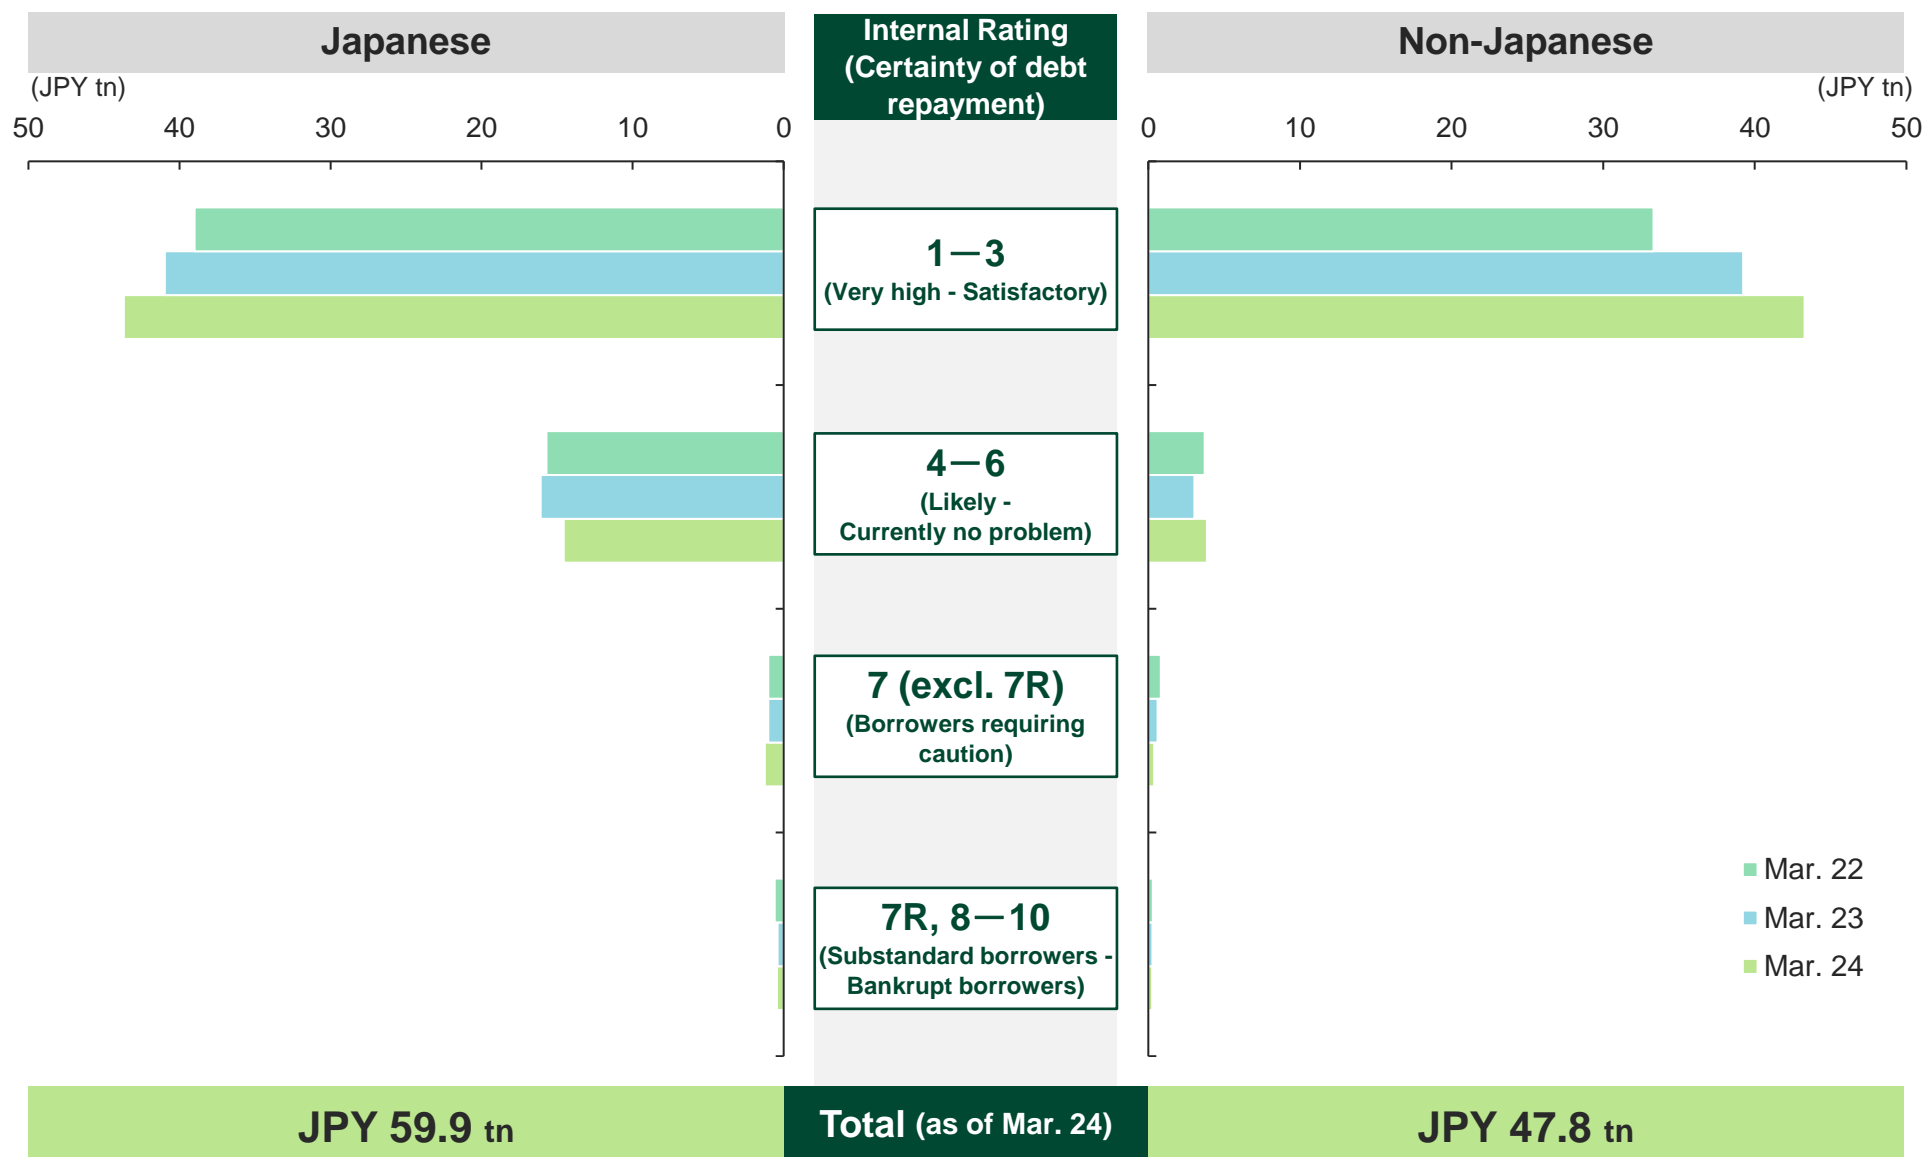 Japanese
Internal Rating
(Certainty of debt
repayment)
Non-Japanese
(JPY tn)
(JPY tn)
50 40 30 20 10 0
0 10 20 30 40 50
1—3
(Very high - Satisfactory)
4—6
(Likely -
Currently no problem)
7 (excl. 7R)
(Borrowers requiring
caution)
7R, 8—10
(Substandard borrowers -
Bankrupt borrowers)
Mar. 22
Mar. 23
Mar. 24
JPY 59.9 tn
Total (as of Mar. 24)
JPY 47.8 tn